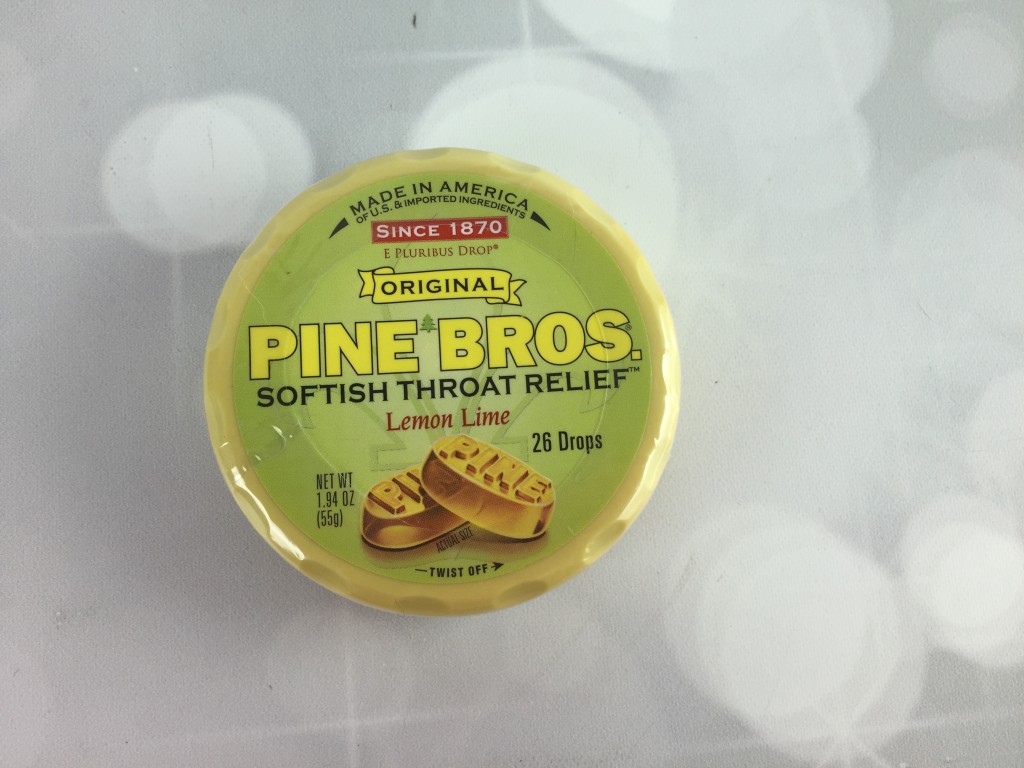 MADE IN AMERICA
OF U.S. & IMPORTED INGREDIENTS
SINCE 1870
E PLURIBUS DROP®
ORIGINAL
PINE BROS.®
SOFTISH THROAT RELIEF™
Lemon Lime
26 Drops
NET WT
1.94 OZ
(55g)
PINE
PI
ACTUAL SIZE
TWIST OFF